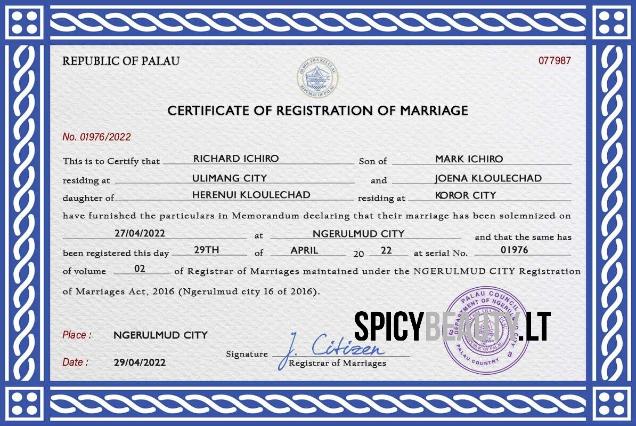 REPUBLIC OF PALAU 077987
CERTIFICATE OF REGISTRATION OF MARRIAGE
No. 01976/2022
This is to Certify that RICHARD ICHIRO Son of MARK ICHIRO
residing at ULIMANG CITY and JOENA KLOULECHAD
daughter of HERENUI KLOULECHAD residing at KOROR CITY
have furnished the particulars in Memorandum declaring that their marriage has been solemnized on
27/04/2022 at NGERULMUD CITY and that the same has
been registered this day 29TH of APRIL 20 22 at serial No. 01976
of volume 02 of Registrar of Marriages maintained under the NGERULMUD CITY Registration
of Marriages Act, 2016 (Ngerulmud city 16 of 2016).
SPICYBEAUTY.LT
PALAU COUNCIL
DEPARTMENT OF
PALAU COUNTRY
Place : NGERULMUD CITY
Signature J. Citizen
Date : 29/04/2022 Registrar of Marriages